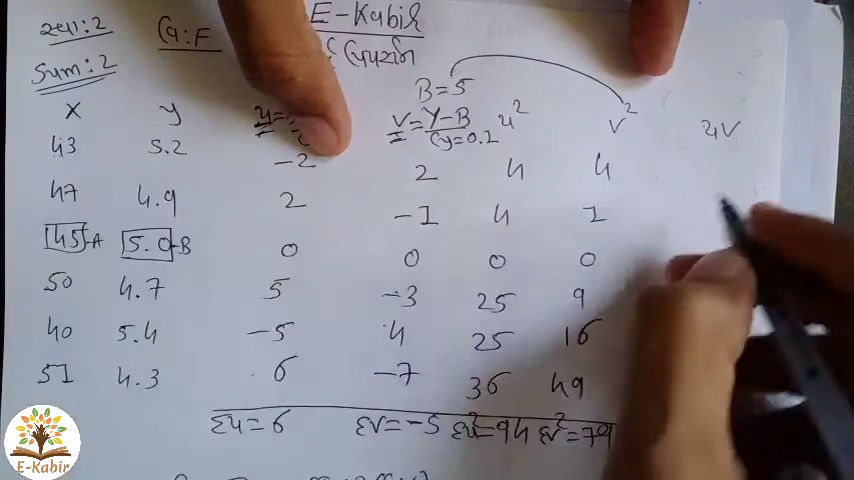 E-Kabir
સ્વા:2 વિ:F
Sum:2
B=5
X y u= v=Y-B u² v² uv
Cy=0.1
43 5.2 -2 2 4 4
47 4.9 2 -1 4 1
45-A 5.0-B 0 0 0 0
50 4.7 5 -3 25 9
40 5.4 -5 4 25 16
51 4.3 6 -7 36 49
Σu=6 Σv=-5 Σu²=94 Σv²=79
E-Kabir